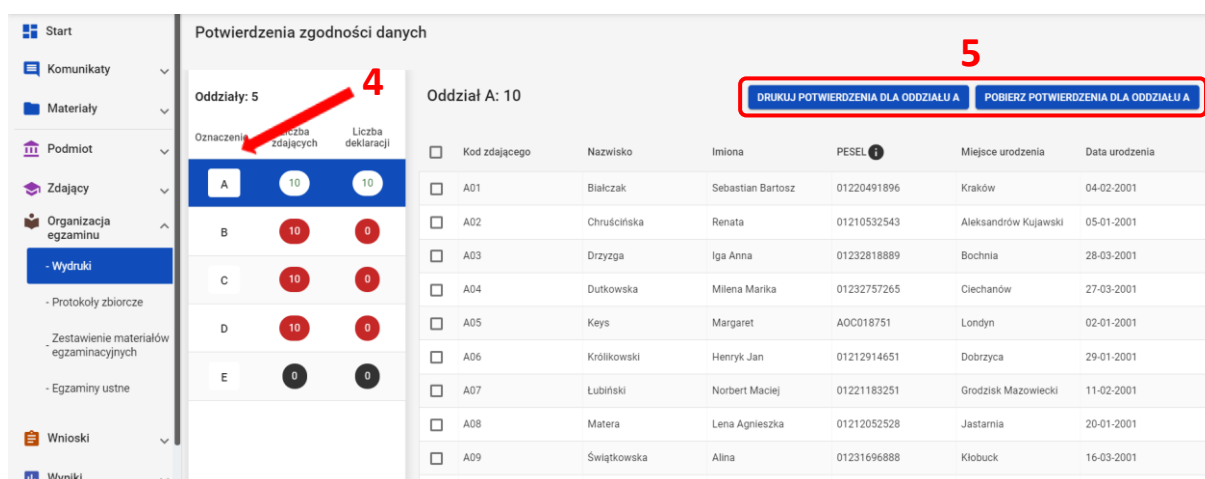 Start
Komunikaty
Materiały
Podmiot
Zdający
Organizacja
egzaminu
- Wydruki
- Protokoły zbiorcze
- Zestawienie materiałów
egzaminacyjnych
- Egzaminy ustne
Wnioski
Wyniki
Potwierdzenia zgodności danych
4
5
Oddziały: 5
Oznaczenie Liczba zdających Liczba deklaracji
A 10 10
B 10 0
C 10 0
D 10 0
E 0 0
Oddział A: 10
DRUKUJ POTWIERDZENIA DLA ODDZIAŁU A POBIERZ POTWIERDZENIA DLA ODDZIAŁU A
Kod zdającego Nazwisko Imiona PESEL i Miejsce urodzenia Data urodzenia
A01 Białczak Sebastian Bartosz 01220491896 Kraków 04-02-2001
A02 Chruścińska Renata 01210532543 Aleksandrów Kujawski 05-01-2001
A03 Drzyzga Iga Anna 01232818889 Bochnia 28-03-2001
A04 Dutkowska Milena Marika 01232757265 Ciechanów 27-03-2001
A05 Keys Margaret AOC018751 Londyn 02-01-2001
A06 Królikowski Henryk Jan 01212914651 Dobrzyca 29-01-2001
A07 Łubiński Norbert Maciej 01221183251 Grodzisk Mazowiecki 11-02-2001
A08 Matera Lena Agnieszka 01212052528 Jastarnia 20-01-2001
A09 Świątkowska Alina 01231696888 Kłobuck 16-03-2001